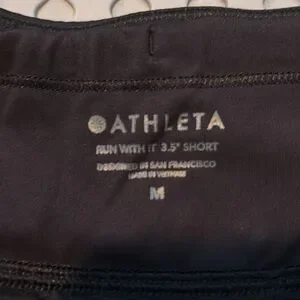 ATHLETA
RUN WITH IT 3.5" SHORT
DESIGNED IN SAN FRANCISCO
MADE IN VIETNAM
M